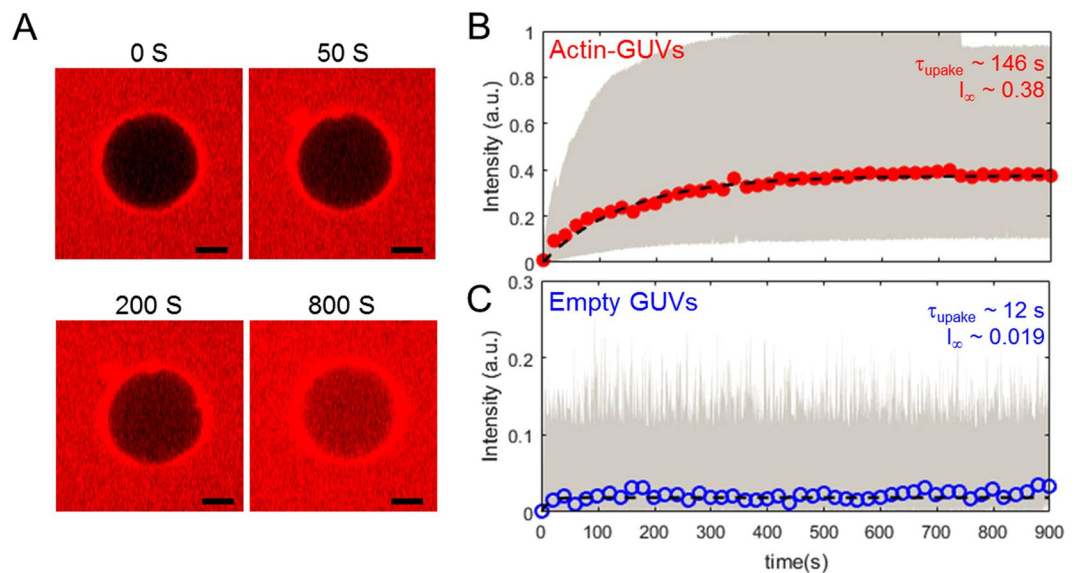 A
0 S
50 S
200 S
800 S
B
Actin-GUVs
τupake ~ 146 s
I∞ ~ 0.38
Intensity (a.u.)
1
0.8
0.6
0.4
0.2
0
C
Empty GUVs
τupake ~ 12 s
I∞ ~ 0.019
Intensity (a.u.)
0.3
0.2
0.1
0
0 100 200 300 400 500 600 700 800 900
time(s)